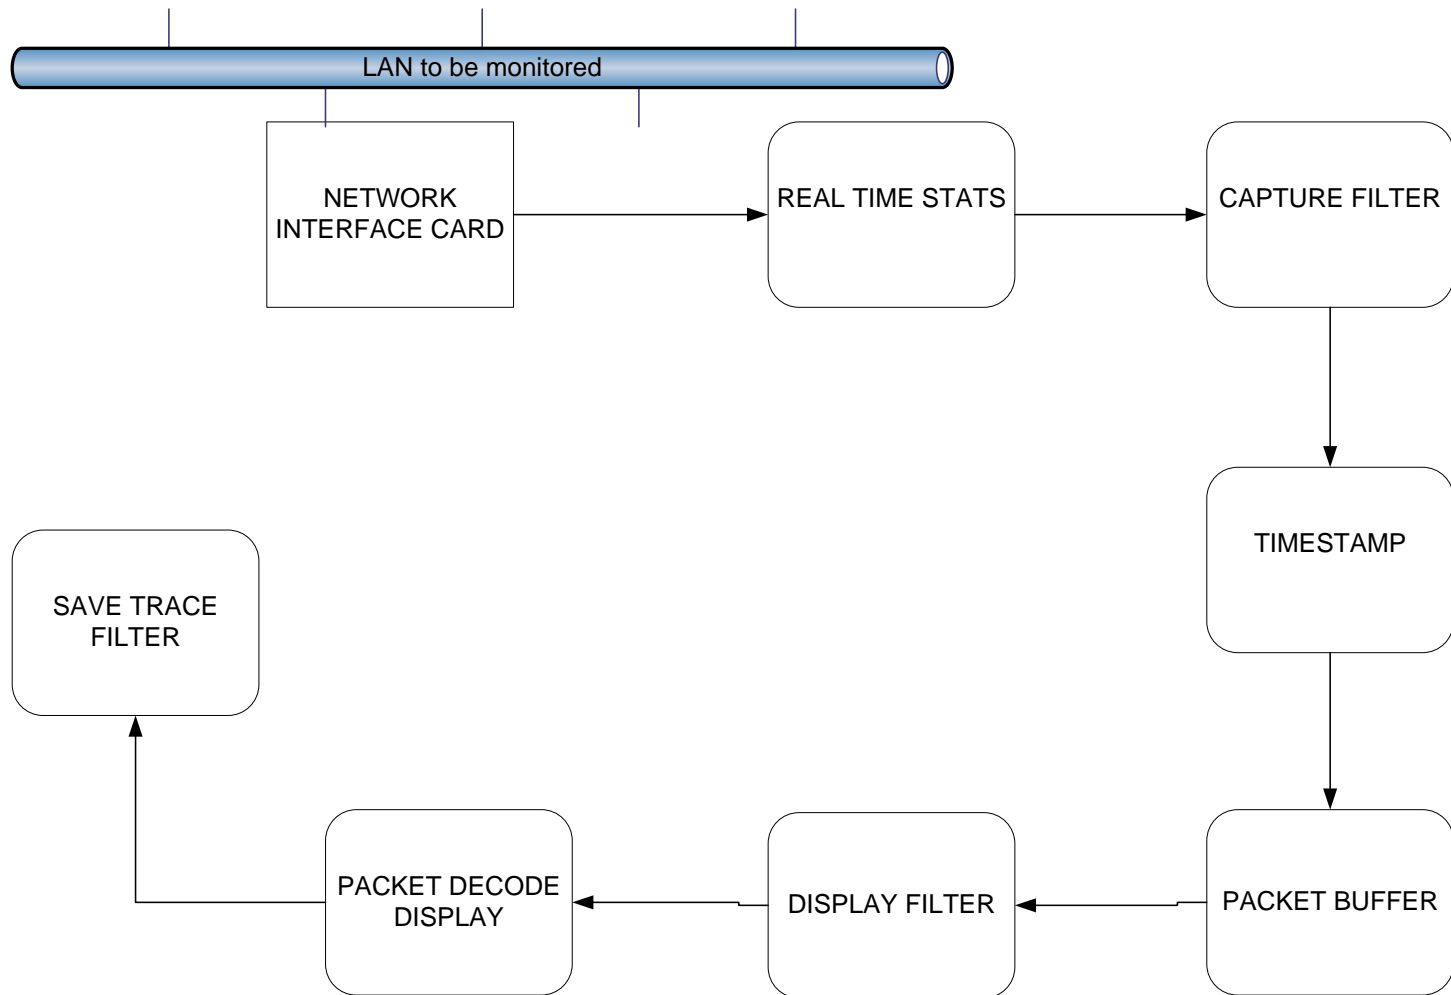 LAN to be monitored
NETWORK
INTERFACE CARD
REAL TIME STATS
CAPTURE FILTER
TIMESTAMP
PACKET BUFFER
DISPLAY FILTER
PACKET DECODE
DISPLAY
SAVE TRACE
FILTER